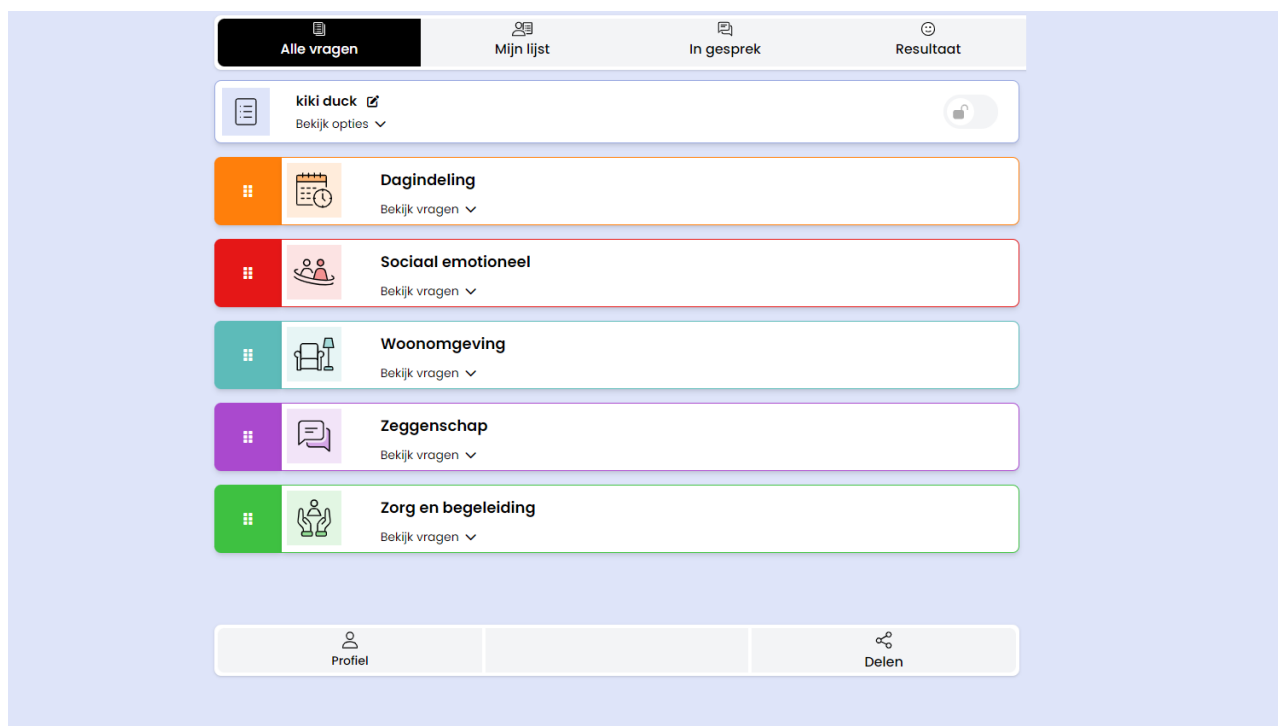 Alle vragen
Mijn lijst
In gesprek
Resultaat
kiki duck
Bekijk opties
Dagindeling
Bekijk vragen
Sociaal emotioneel
Bekijk vragen
Woonomgeving
Bekijk vragen
Zeggenschap
Bekijk vragen
Zorg en begeleiding
Bekijk vragen
Profiel
Delen